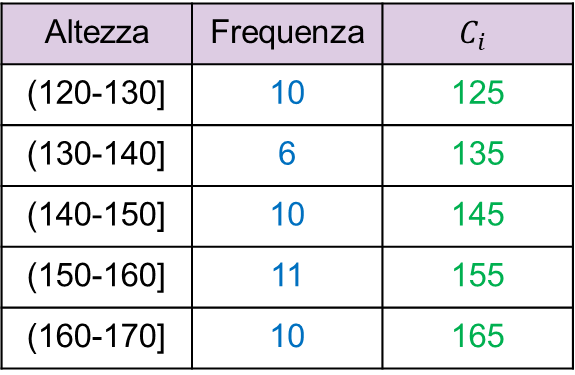 Altezza Frequenza Cᵢ
(120-130] 10 125
(130-140] 6 135
(140-150] 10 145
(150-160] 11 155
(160-170] 10 165